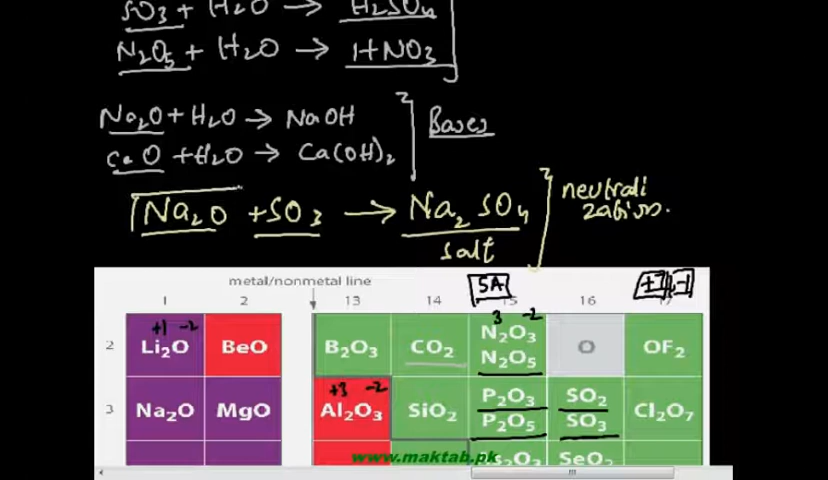 SO3 + H2O → H2SO4
N2O5 + H2O → HNO3
Na2O + H2O → NaOH
CaO + H2O → Ca(OH)2
Bases
Na2O + SO3 → Na2SO4
salt
neutrali
zation.
metal/nonmetal line
5A
+7 -1
1 2 13 14 15 16 17
+1 -2 3 -2
2 Li2O BeO B2O3 CO2 N2O3 O OF2
N2O5
+3 -2
3 Na2O MgO Al2O3 SiO2 P2O3 SO2 Cl2O7
P2O5 SO3
As2O3 SeO2
www.maktab.pk